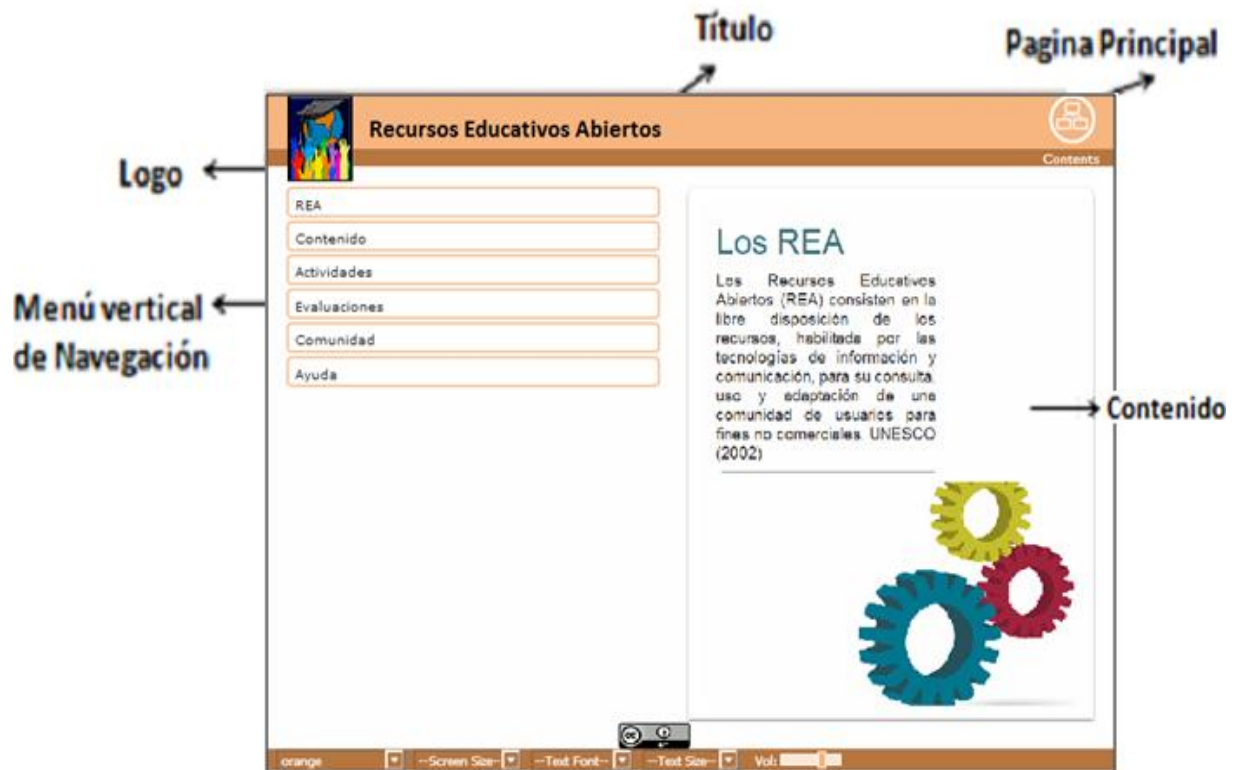 Título
Pagina Principal
Recursos Educativos Abiertos
Contents
Logo
REA
Contenido
Actividades
Evaluaciones
Comunidad
Ayuda
Menú vertical
de Navegación
Los REA
Los Recursos Educativos
Abiertos (REA) consisten en la
libre disposición de los
recursos, habilitada por las
tecnologías de información y
comunicación, para su consulta,
uso y adaptación de una
comunidad de usuarios para
fines no comerciales. UNESCO
(2002)
Contenido
cc
orange --Screen Size-- --Text Font-- --Text Size-- Vol: